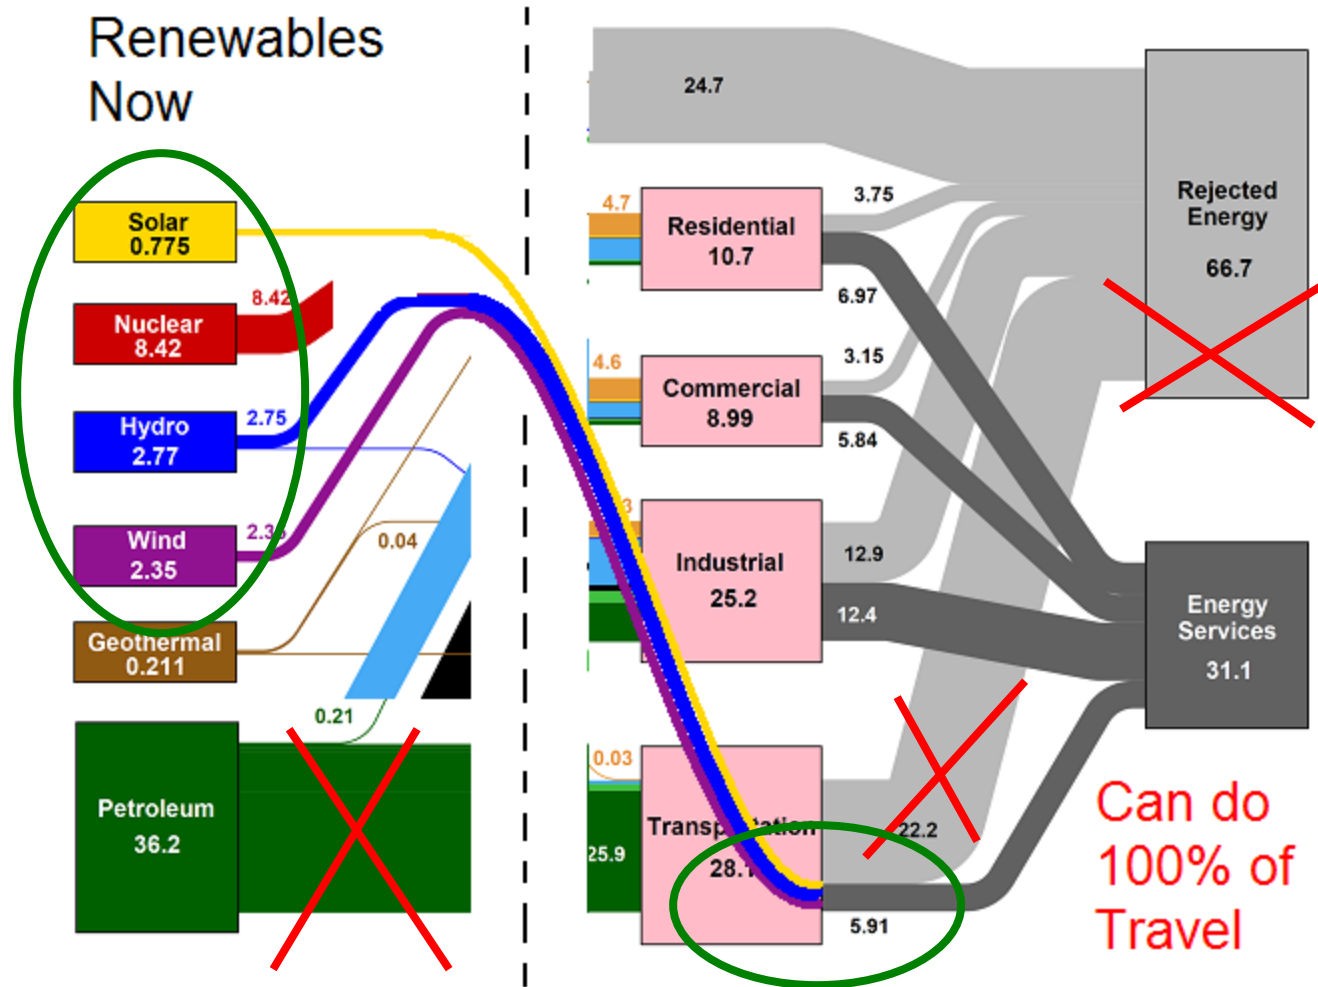 Renewables
Now
Solar
0.775
Nuclear
8.42
8.42
Hydro
2.77
2.75
Wind
2.35
Geothermal
0.211
0.04
0.21
Petroleum
36.2
24.7
4.7
Residential
10.7
3.75
6.97
4.6
Commercial
8.99
3.15
5.84
Industrial
25.2
12.9
12.4
0.03
25.9
22.2
5.91
Rejected
Energy
66.7
Energy
Services
31.1
Can do
100% of
Travel